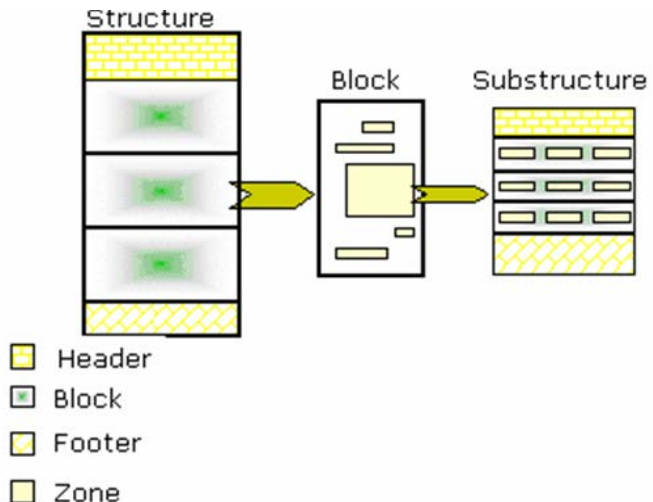 Structure
Block
Substructure
Header
Block
Footer
Zone